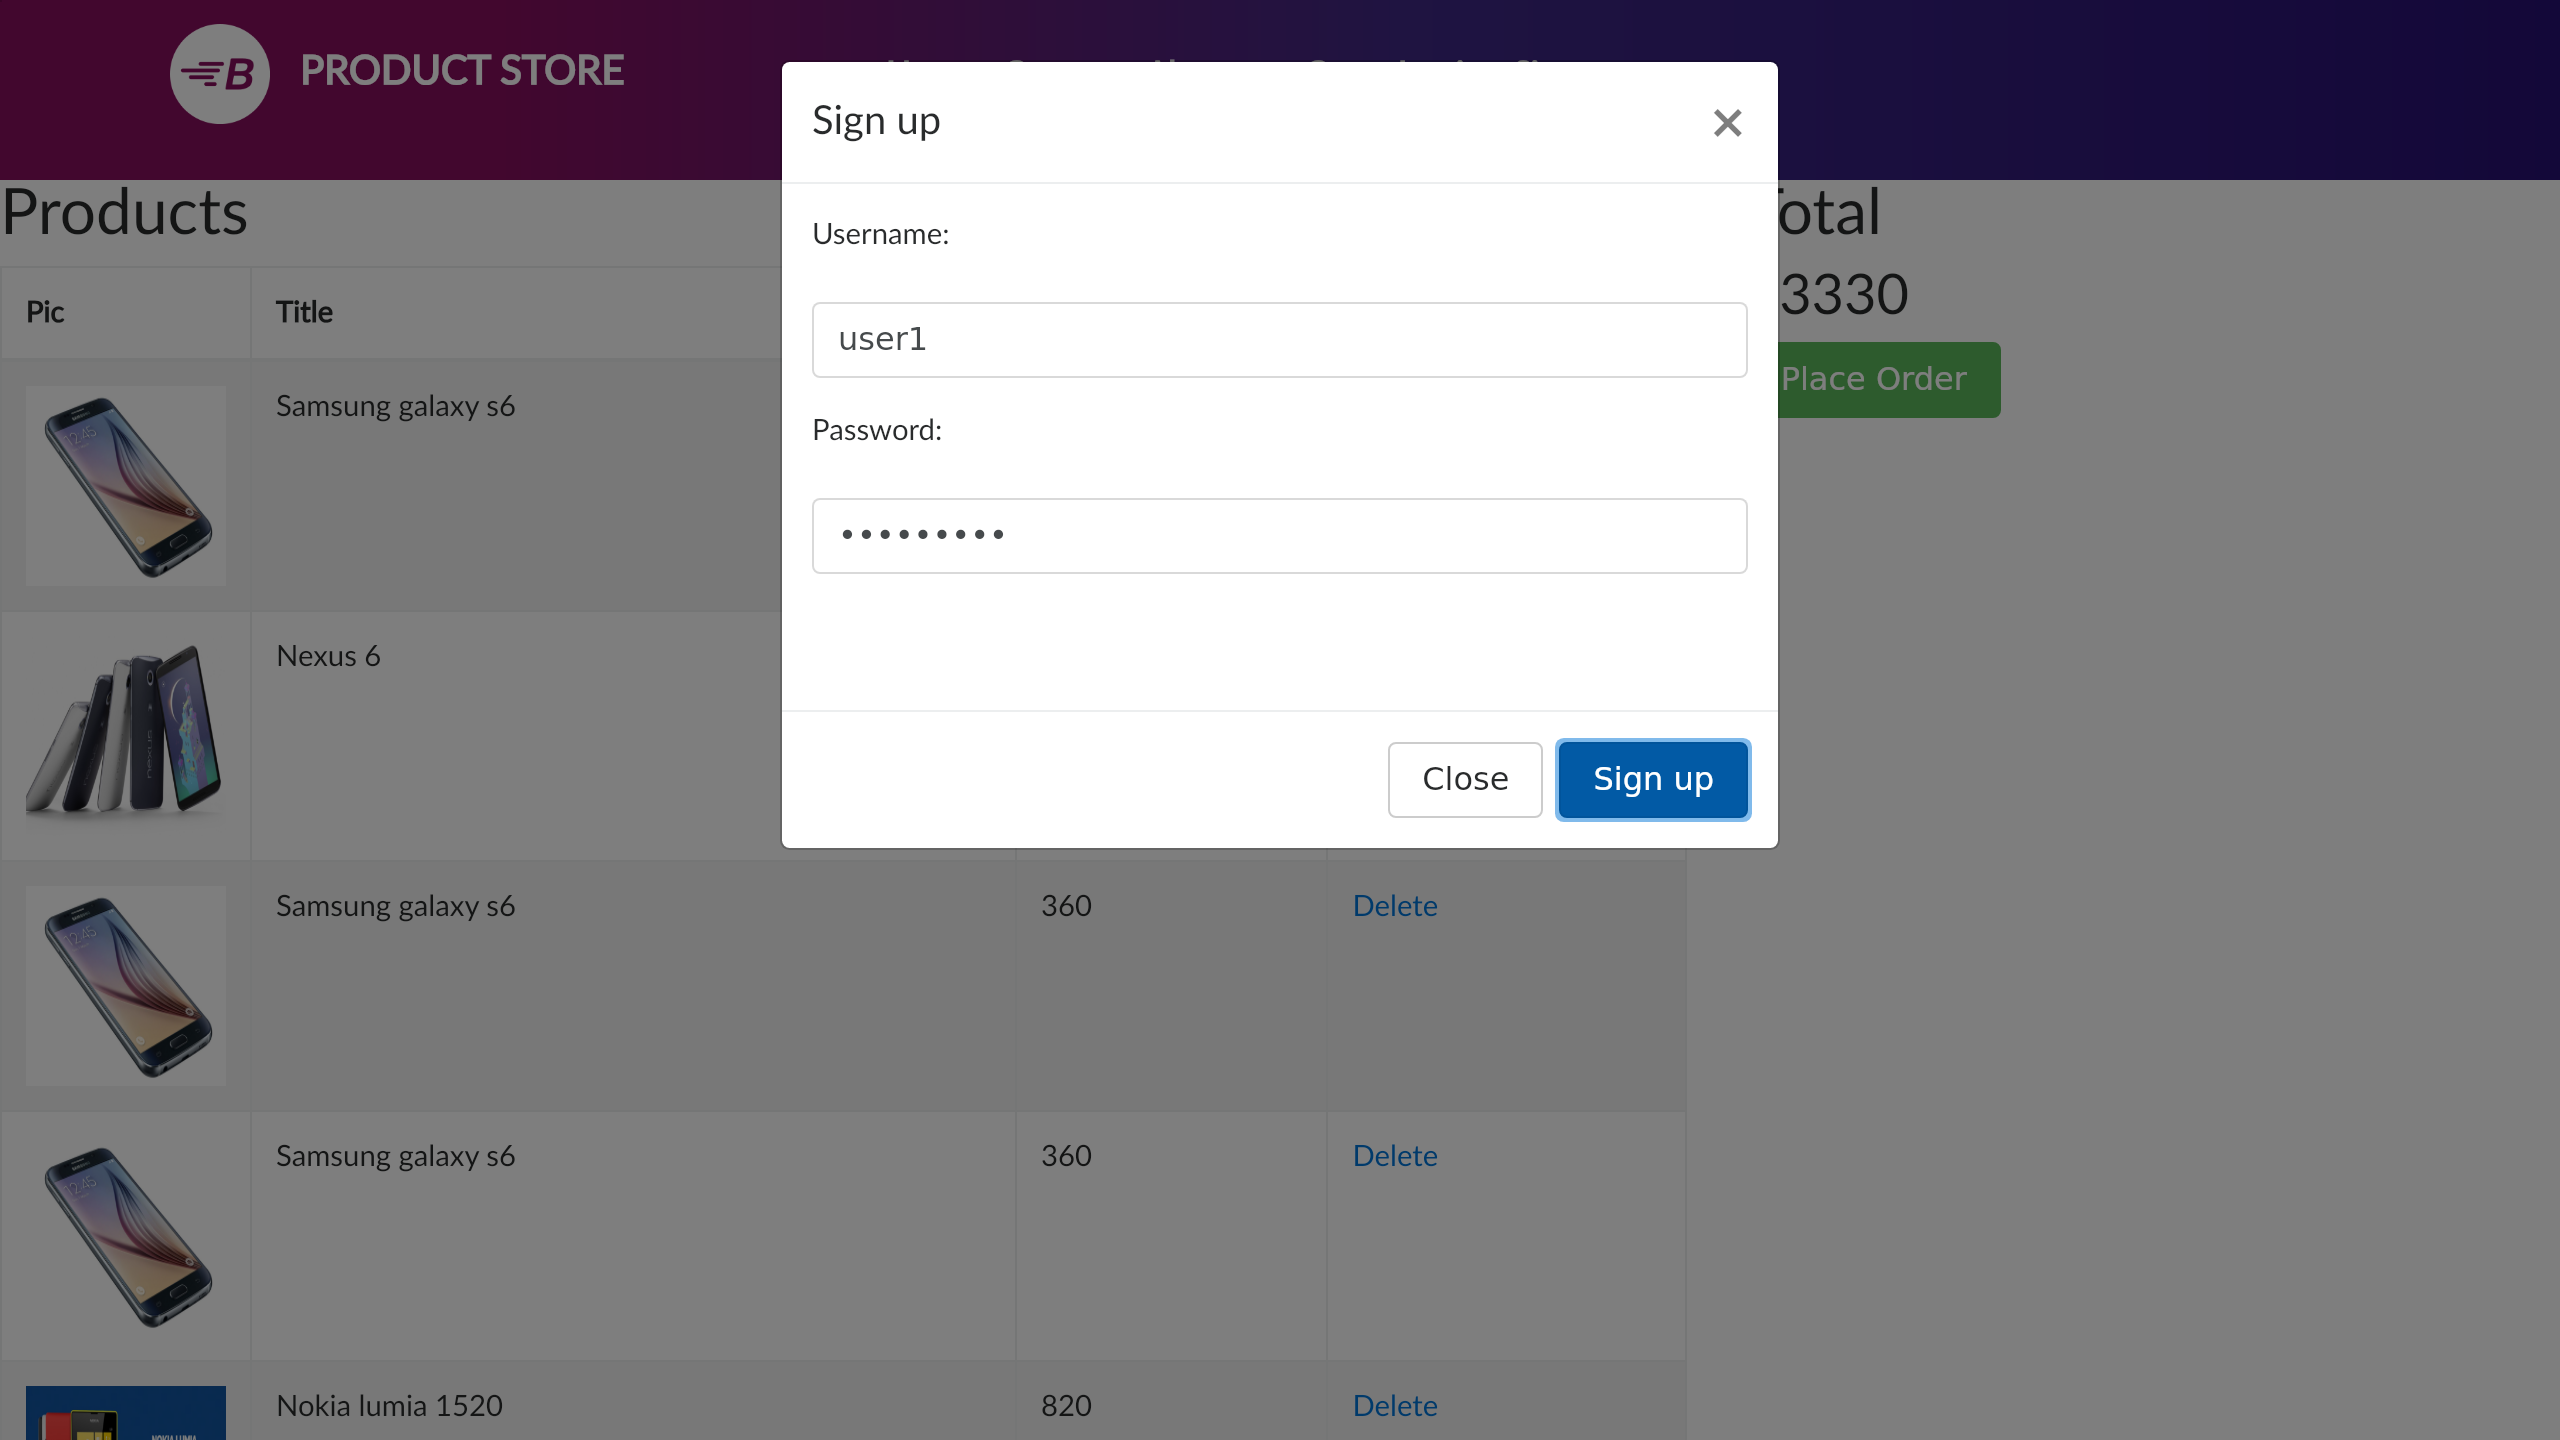 B PRODUCT STORE
Sign up
×
Products
Total
Username:
3330
Pic
Title
user1
Place Order
Samsung galaxy s6
Password:
•••••••••
Nexus 6
Close
Sign up
Samsung galaxy s6
360
Delete
Samsung galaxy s6
360
Delete
Nokia lumia 1520
820
Delete